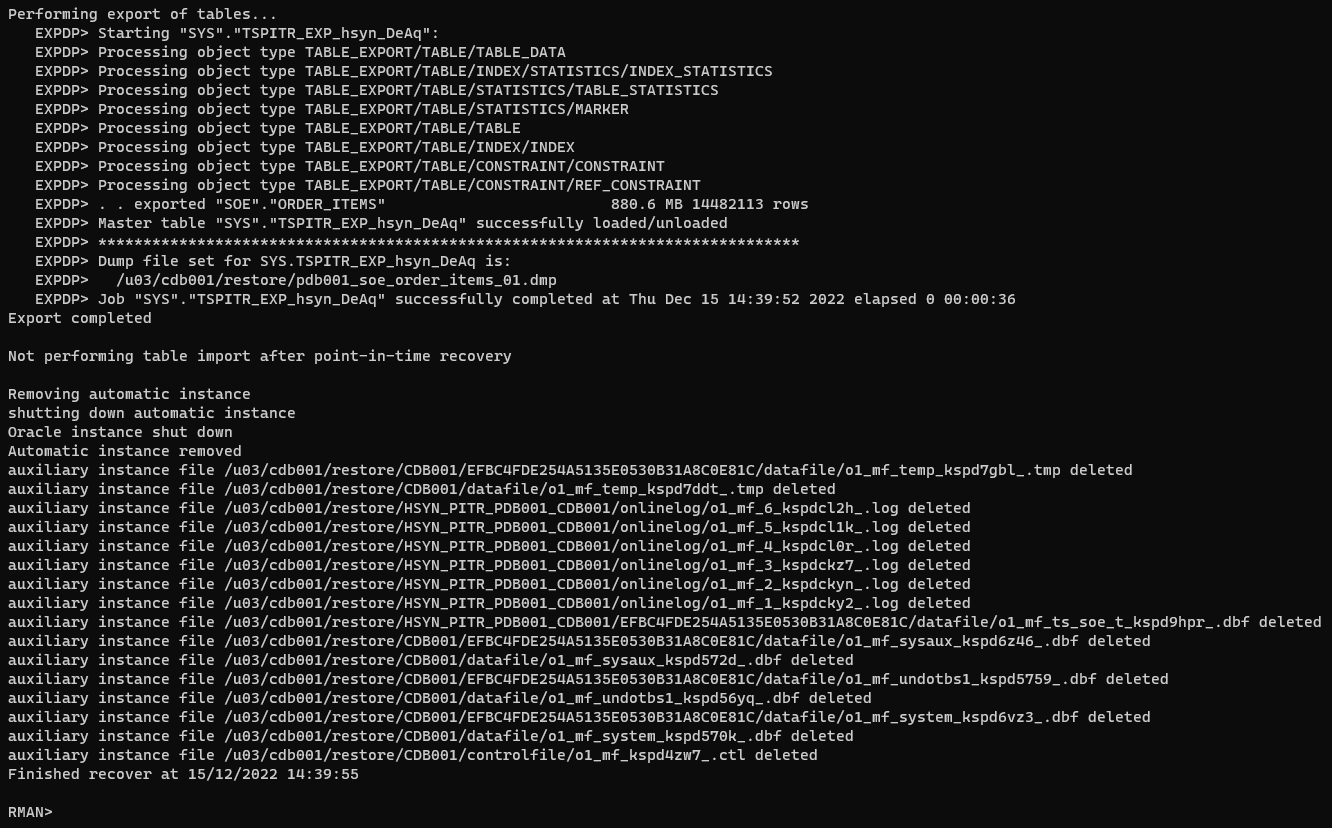 Performing export of tables...
   EXPDP> Starting "SYS"."TSPITR_EXP_hsyn_DeAq":
   EXPDP> Processing object type TABLE_EXPORT/TABLE/TABLE_DATA
   EXPDP> Processing object type TABLE_EXPORT/TABLE/INDEX/STATISTICS/INDEX_STATISTICS
   EXPDP> Processing object type TABLE_EXPORT/TABLE/STATISTICS/TABLE_STATISTICS
   EXPDP> Processing object type TABLE_EXPORT/TABLE/STATISTICS/MARKER
   EXPDP> Processing object type TABLE_EXPORT/TABLE/TABLE
   EXPDP> Processing object type TABLE_EXPORT/TABLE/INDEX/INDEX
   EXPDP> Processing object type TABLE_EXPORT/TABLE/CONSTRAINT/CONSTRAINT
   EXPDP> Processing object type TABLE_EXPORT/TABLE/CONSTRAINT/REF_CONSTRAINT
   EXPDP> . . exported "SOE"."ORDER_ITEMS"                         880.6 MB 14482113 rows
   EXPDP> Master table "SYS"."TSPITR_EXP_hsyn_DeAq" successfully loaded/unloaded
   EXPDP> ******************************************************************************
   EXPDP> Dump file set for SYS.TSPITR_EXP_hsyn_DeAq is:
   EXPDP>   /u03/cdb001/restore/pdb001_soe_order_items_01.dmp
   EXPDP> Job "SYS"."TSPITR_EXP_hsyn_DeAq" successfully completed at Thu Dec 15 14:39:52 2022 elapsed 0 00:00:36
Export completed

Not performing table import after point-in-time recovery

Removing automatic instance
shutting down automatic instance
Oracle instance shut down
Automatic instance removed
auxiliary instance file /u03/cdb001/restore/CDB001/EFBC4FDE254A5135E0530B31A8C0E81C/datafile/o1_mf_temp_kspd7gbl_.tmp deleted
auxiliary instance file /u03/cdb001/restore/CDB001/datafile/o1_mf_temp_kspd7ddt_.tmp deleted
auxiliary instance file /u03/cdb001/restore/HSYN_PITR_PDB001_CDB001/onlinelog/o1_mf_6_kspdcl2h_.log deleted
auxiliary instance file /u03/cdb001/restore/HSYN_PITR_PDB001_CDB001/onlinelog/o1_mf_5_kspdcl1k_.log deleted
auxiliary instance file /u03/cdb001/restore/HSYN_PITR_PDB001_CDB001/onlinelog/o1_mf_4_kspdcl0r_.log deleted
auxiliary instance file /u03/cdb001/restore/HSYN_PITR_PDB001_CDB001/onlinelog/o1_mf_3_kspdckz7_.log deleted
auxiliary instance file /u03/cdb001/restore/HSYN_PITR_PDB001_CDB001/onlinelog/o1_mf_2_kspdckyn_.log deleted
auxiliary instance file /u03/cdb001/restore/HSYN_PITR_PDB001_CDB001/onlinelog/o1_mf_1_kspdcky2_.log deleted
auxiliary instance file /u03/cdb001/restore/HSYN_PITR_PDB001_CDB001/EFBC4FDE254A5135E0530B31A8C0E81C/datafile/o1_mf_ts_soe_t_kspd9hpr_.dbf deleted
auxiliary instance file /u03/cdb001/restore/CDB001/EFBC4FDE254A5135E0530B31A8C0E81C/datafile/o1_mf_sysaux_kspd6z46_.dbf deleted
auxiliary instance file /u03/cdb001/restore/CDB001/datafile/o1_mf_sysaux_kspd572d_.dbf deleted
auxiliary instance file /u03/cdb001/restore/CDB001/EFBC4FDE254A5135E0530B31A8C0E81C/datafile/o1_mf_undotbs1_kspd5759_.dbf deleted
auxiliary instance file /u03/cdb001/restore/CDB001/datafile/o1_mf_undotbs1_kspd56yq_.dbf deleted
auxiliary instance file /u03/cdb001/restore/CDB001/EFBC4FDE254A5135E0530B31A8C0E81C/datafile/o1_mf_system_kspd6vz3_.dbf deleted
auxiliary instance file /u03/cdb001/restore/CDB001/datafile/o1_mf_system_kspd570k_.dbf deleted
auxiliary instance file /u03/cdb001/restore/CDB001/controlfile/o1_mf_kspd4zw7_.ctl deleted
Finished recover at 15/12/2022 14:39:55

RMAN>